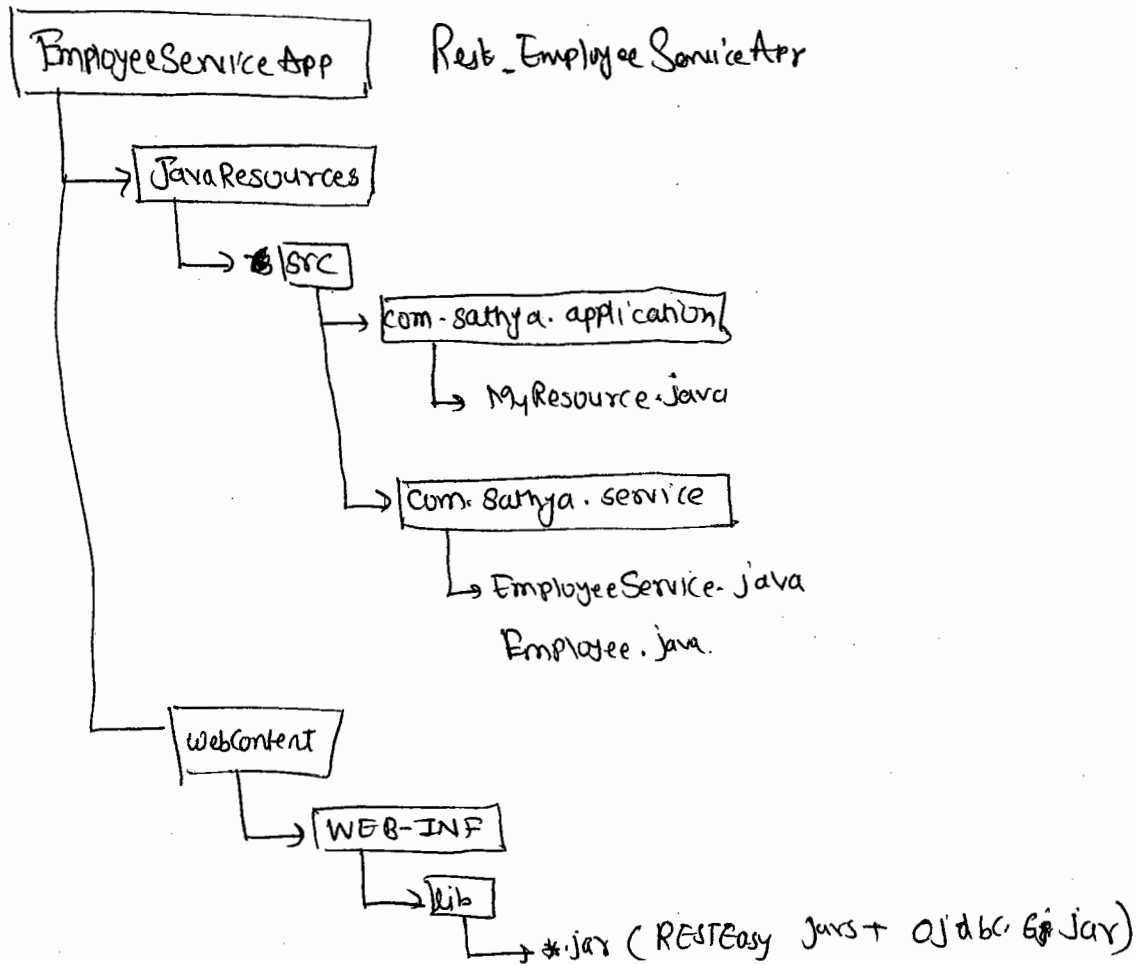 EmployeeServiceApp Rest_EmployeeServiceApp
JavaResources
src
com.sathya.application
MyResource.java
com.sathya.service
EmployeeService.java
Employee.java.
WebContent
WEB-INF
lib
*.jar (RESTEasy jars + ojdbc. jar)